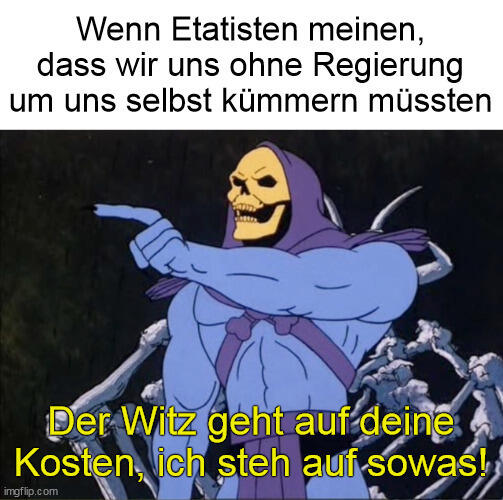 Wenn Etatisten meinen,
dass wir uns ohne Regierung
um uns selbst kümmern müssten
Der Witz geht auf deine
Kosten, ich steh auf sowas!
imgflip.com